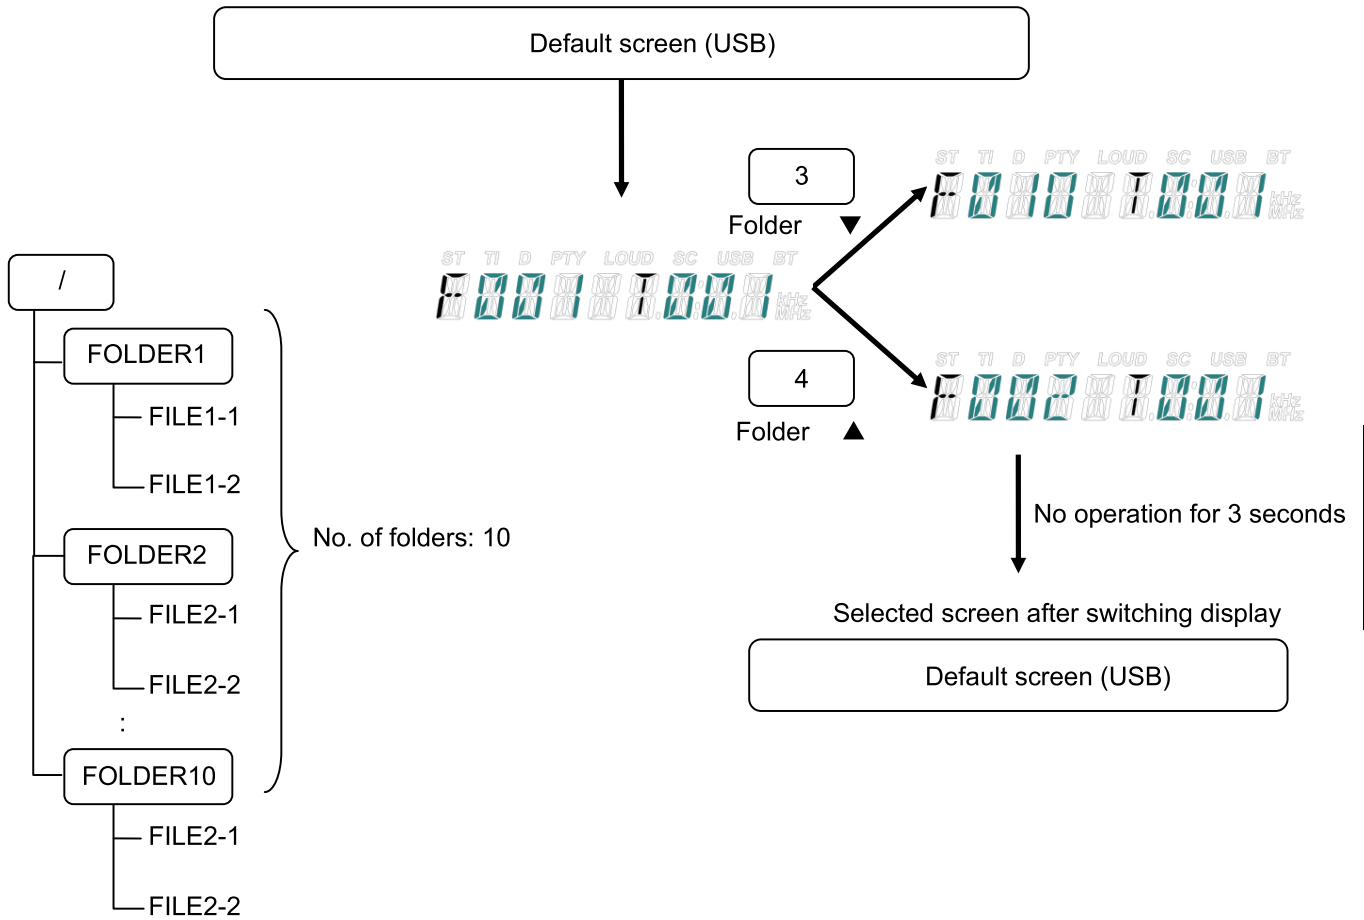 Default screen (USB)
3
Folder ▼
ST TI D PTY LOUD SC USB BT
F010 T001
kHz
MHz
ST TI D PTY LOUD SC USB BT
F001 T001
kHz
MHz
4
Folder ▲
ST TI D PTY LOUD SC USB BT
F002 T001
kHz
MHz
No operation for 3 seconds
Selected screen after switching display
Default screen (USB)
/
FOLDER1
FILE1-1
FILE1-2
FOLDER2
FILE2-1
FILE2-2
:
FOLDER10
FILE2-1
FILE2-2
No. of folders: 10